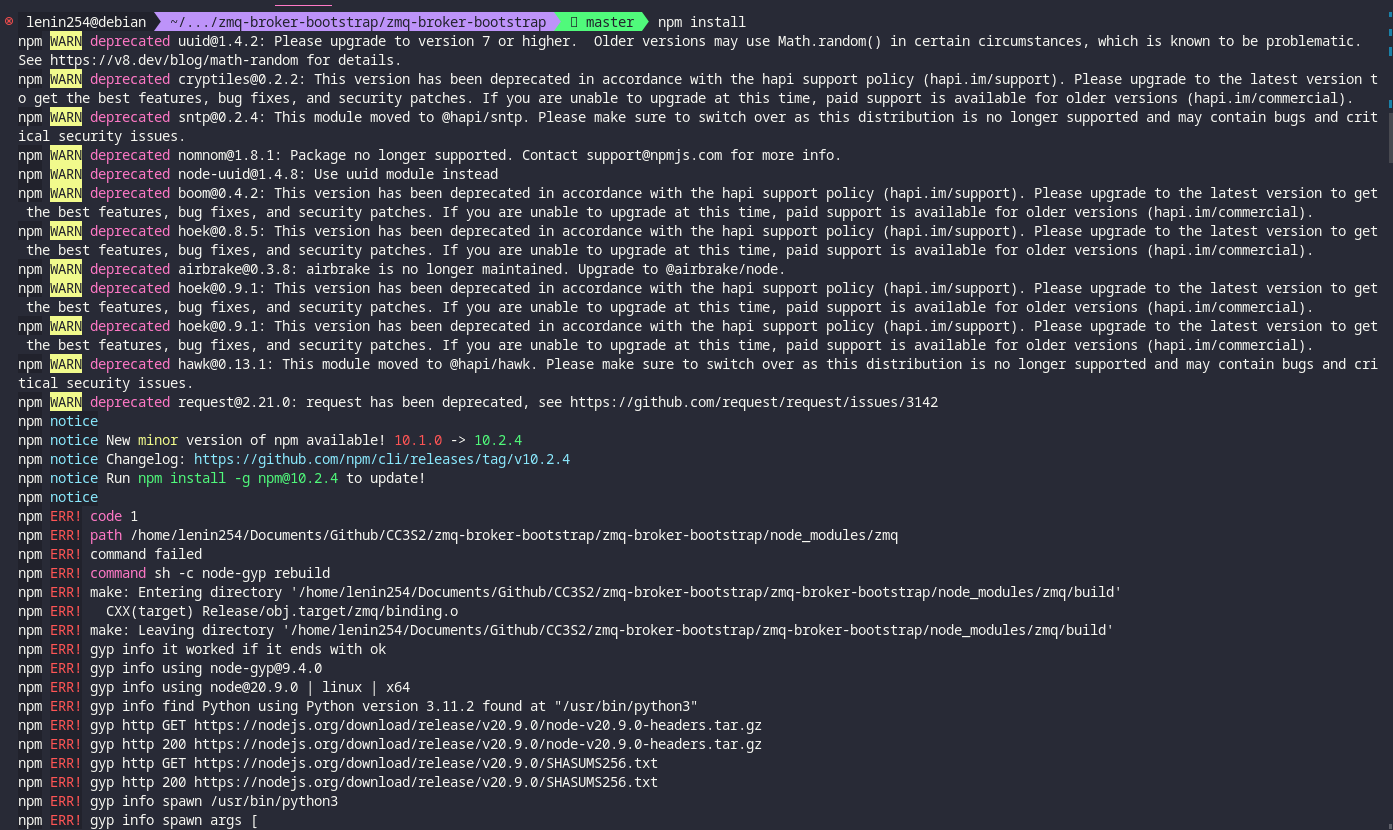 lenin254@debian ~/.../zmq-broker-bootstrap/zmq-broker-bootstrap master npm install
npm WARN deprecated uuid@1.4.2: Please upgrade to version 7 or higher.  Older versions may use Math.random() in certain circumstances, which is known to be problematic.
See https://v8.dev/blog/math-random for details.
npm WARN deprecated cryptiles@0.2.2: This version has been deprecated in accordance with the hapi support policy (hapi.im/support). Please upgrade to the latest version t
o get the best features, bug fixes, and security patches. If you are unable to upgrade at this time, paid support is available for older versions (hapi.im/commercial).
npm WARN deprecated sntp@0.2.4: This module moved to @hapi/sntp. Please make sure to switch over as this distribution is no longer supported and may contain bugs and crit
ical security issues.
npm WARN deprecated nomnom@1.8.1: Package no longer supported. Contact support@npmjs.com for more info.
npm WARN deprecated node-uuid@1.4.8: Use uuid module instead
npm WARN deprecated boom@0.4.2: This version has been deprecated in accordance with the hapi support policy (hapi.im/support). Please upgrade to the latest version to get
 the best features, bug fixes, and security patches. If you are unable to upgrade at this time, paid support is available for older versions (hapi.im/commercial).
npm WARN deprecated hoek@0.8.5: This version has been deprecated in accordance with the hapi support policy (hapi.im/support). Please upgrade to the latest version to get
 the best features, bug fixes, and security patches. If you are unable to upgrade at this time, paid support is available for older versions (hapi.im/commercial).
npm WARN deprecated airbrake@0.3.8: airbrake is no longer maintained. Upgrade to @airbrake/node.
npm WARN deprecated hoek@0.9.1: This version has been deprecated in accordance with the hapi support policy (hapi.im/support). Please upgrade to the latest version to get
 the best features, bug fixes, and security patches. If you are unable to upgrade at this time, paid support is available for older versions (hapi.im/commercial).
npm WARN deprecated hoek@0.9.1: This version has been deprecated in accordance with the hapi support policy (hapi.im/support). Please upgrade to the latest version to get
 the best features, bug fixes, and security patches. If you are unable to upgrade at this time, paid support is available for older versions (hapi.im/commercial).
npm WARN deprecated hawk@0.13.1: This module moved to @hapi/hawk. Please make sure to switch over as this distribution is no longer supported and may contain bugs and cri
tical security issues.
npm WARN deprecated request@2.21.0: request has been deprecated, see https://github.com/request/request/issues/3142
npm notice
npm notice New minor version of npm available! 10.1.0 -> 10.2.4
npm notice Changelog: https://github.com/npm/cli/releases/tag/v10.2.4
npm notice Run npm install -g npm@10.2.4 to update!
npm notice
npm ERR! code 1
npm ERR! path /home/lenin254/Documents/Github/CC3S2/zmq-broker-bootstrap/zmq-broker-bootstrap/node_modules/zmq
npm ERR! command failed
npm ERR! command sh -c node-gyp rebuild
npm ERR! make: Entering directory '/home/lenin254/Documents/Github/CC3S2/zmq-broker-bootstrap/zmq-broker-bootstrap/node_modules/zmq/build'
npm ERR!   CXX(target) Release/obj.target/zmq/binding.o
npm ERR! make: Leaving directory '/home/lenin254/Documents/Github/CC3S2/zmq-broker-bootstrap/zmq-broker-bootstrap/node_modules/zmq/build'
npm ERR! gyp info it worked if it ends with ok
npm ERR! gyp info using node-gyp@9.4.0
npm ERR! gyp info using node@20.9.0 | linux | x64
npm ERR! gyp info find Python using Python version 3.11.2 found at "/usr/bin/python3"
npm ERR! gyp http GET https://nodejs.org/download/release/v20.9.0/node-v20.9.0-headers.tar.gz
npm ERR! gyp http 200 https://nodejs.org/download/release/v20.9.0/node-v20.9.0-headers.tar.gz
npm ERR! gyp http GET https://nodejs.org/download/release/v20.9.0/SHASUMS256.txt
npm ERR! gyp http 200 https://nodejs.org/download/release/v20.9.0/SHASUMS256.txt
npm ERR! gyp info spawn /usr/bin/python3
npm ERR! gyp info spawn args [